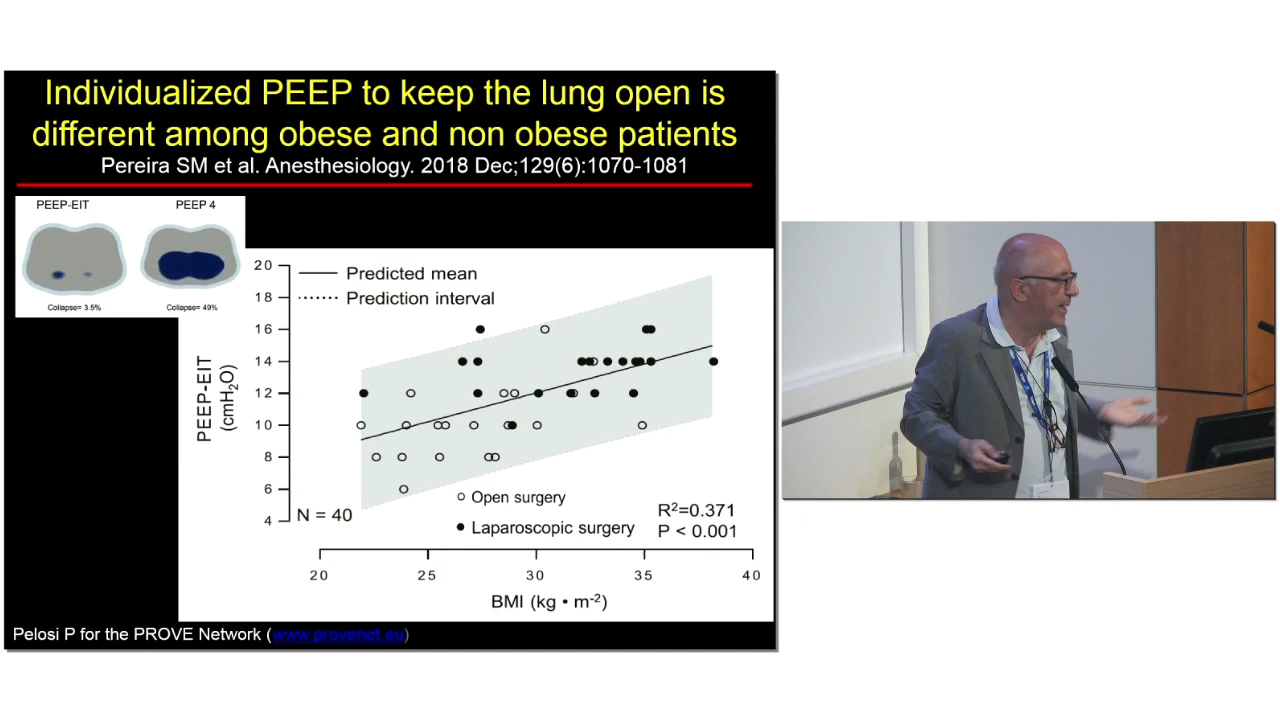 Individualized PEEP to keep the lung open is
different among obese and non obese patients
Pereira SM et al. Anesthesiology. 2018 Dec;129(6):1070-1081
PEEP-EIT
PEEP 4
Collapse= 3.5%
Collapse= 49%
Predicted mean
Prediction interval
20
18
16
14
12
10
8
6
4
PEEP-EIT
(cmH2O)
N = 40
Open surgery
Laparoscopic surgery
R²=0.371
P < 0.001
20
25
30
35
40
BMI (kg • m⁻²)
Pelosi P for the PROVE Network (www.provenet.eu)